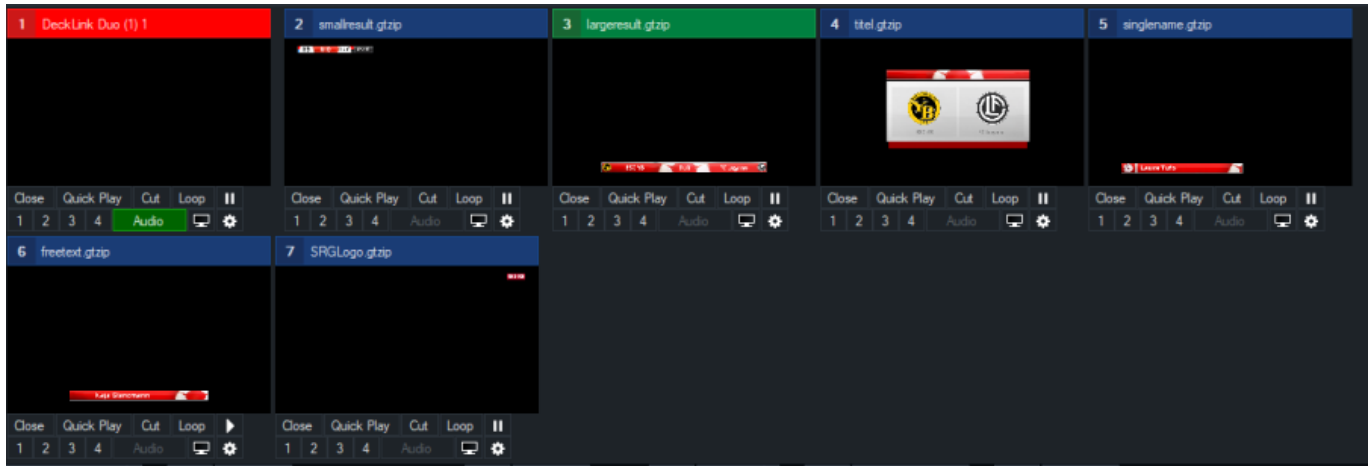 1 DeckLink Duo (1) 1
2 smallresult.gtzip
3 largeresult.gtzip
4 titel.gtzip
5 singlename.gtzip
Close Quick Play Cut Loop
Close Quick Play Cut Loop
Close Quick Play Cut Loop
Close Quick Play Cut Loop
Close Quick Play Cut Loop
1 2 3 4 Audio
1 2 3 4 Audio
1 2 3 4 Audio
1 2 3 4 Audio
1 2 3 4 Audio
6 freetext.gtzip
7 SRGLogo.gtzip
Close Quick Play Cut Loop
Close Quick Play Cut Loop
1 2 3 4 Audio
1 2 3 4 Audio